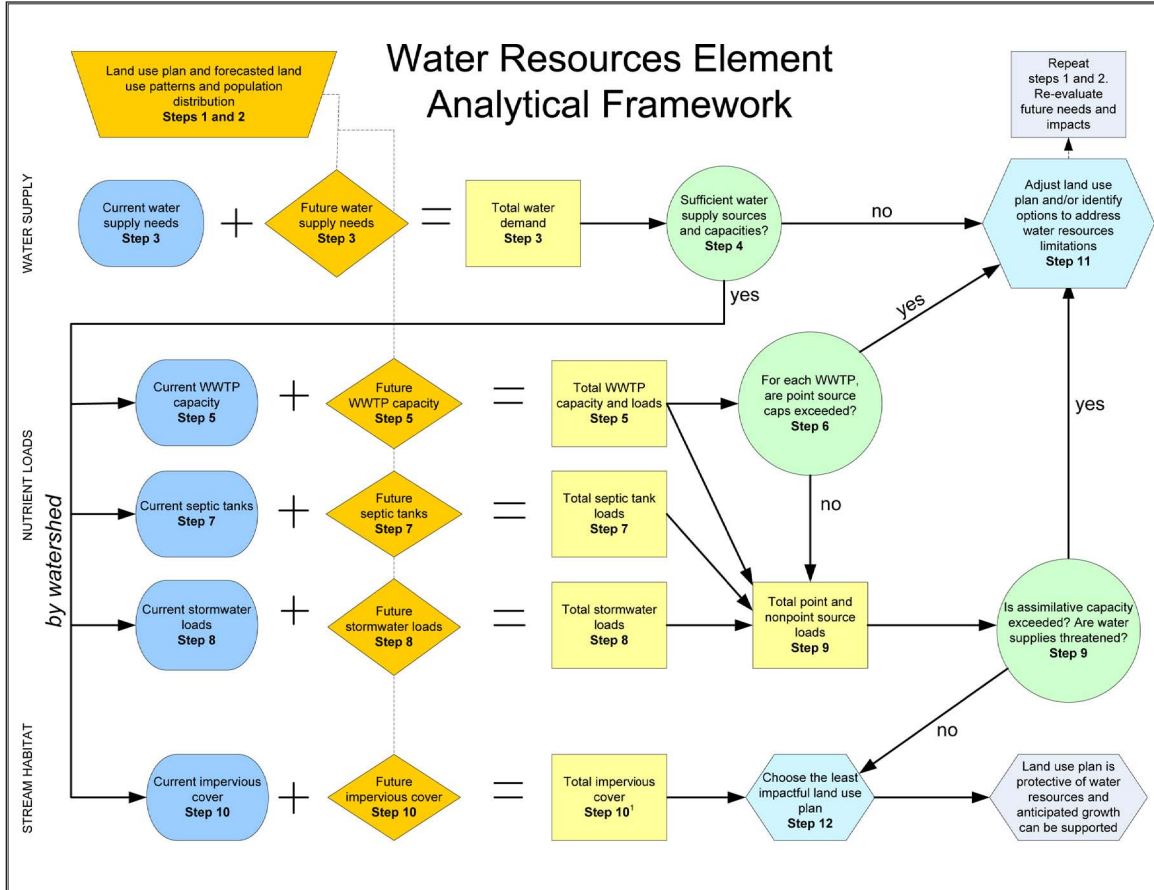 Water Resources Element
Analytical Framework
Land use plan and forecasted land
use patterns and population
distribution
Steps 1 and 2
Repeat
steps 1 and 2.
Re-evaluate
future needs and
impacts
WATER SUPPLY
Current water
supply needs
Step 3
+
Future water
supply needs
Step 3
=
Total water
demand
Step 3
Sufficient water
supply sources
and capacities?
Step 4
no
Adjust land use
plan and/or identify
options to address
water resources
limitations
Step 11
yes
yes
yes
NUTRIENT LOADS
by watershed
Current WWTP
capacity
Step 5
+
Future
WWTP capacity
Step 5
=
Total WWTP
capacity and loads
Step 5
For each WWTP,
are point source
caps exceeded?
Step 6
no
Current septic tanks
Step 7
+
Future
septic tanks
Step 7
=
Total septic tank
loads
Step 7
Current stormwater
loads
Step 8
+
Future
stormwater loads
Step 8
=
Total stormwater
loads
Step 8
Total point and
nonpoint source
loads
Step 9
Is assimilative capacity
exceeded? Are water
supplies threatened?
Step 9
no
STREAM HABITAT
Current impervious
cover
Step 10
+
Future
impervious cover
Step 10
=
Total impervious
cover
Step 10¹
Choose the least
impactful land use
plan
Step 12
Land use plan is
protective of water
resources and
anticipated growth
can be supported